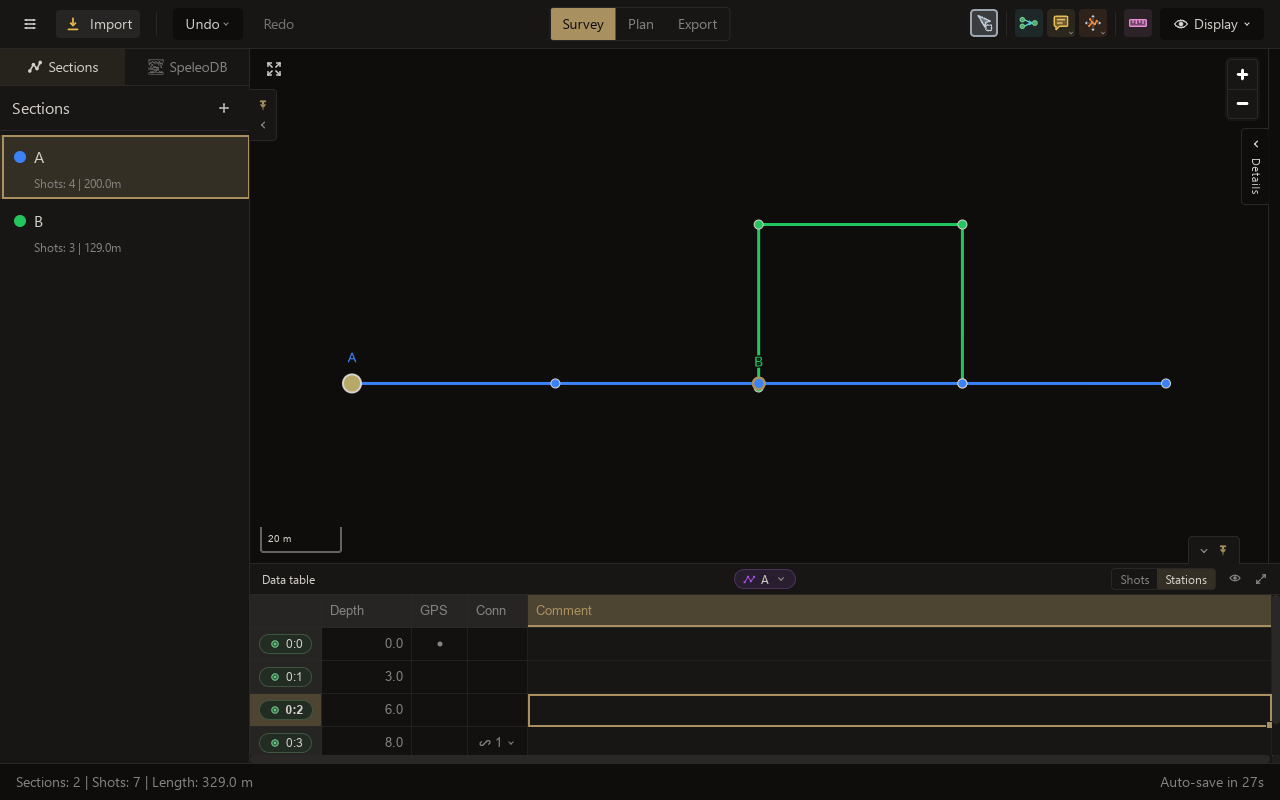 Import
Undo
Redo
Survey
Plan
Export
Display
Sections
SpeleoDB
Sections
A
Shots: 4 | 200.0m
B
Shots: 3 | 129.0m
A
B
Details
20 m
Data table
A
Shots
Stations
Depth
GPS
Conn
Comment
0:0
0.0
0:1
3.0
0:2
6.0
0:3
8.0
1
Sections: 2 | Shots: 7 | Length: 329.0 m
Auto-save in 27s